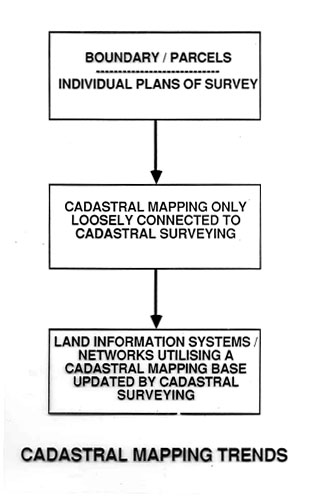 BOUNDARY / PARCELS
INDIVIDUAL PLANS OF SURVEY
CADASTRAL MAPPING ONLY
LOOSELY CONNECTED TO
CADASTRAL SURVEYING
LAND INFORMATION SYSTEMS /
NETWORKS UTILISING A
CADASTRAL MAPPING BASE
UPDATED BY CADASTRAL
SURVEYING
CADASTRAL MAPPING TRENDS